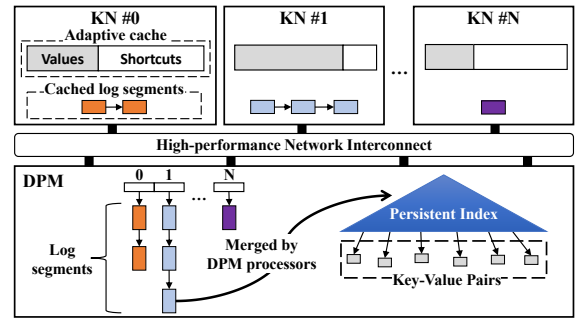 KN #0
KN #1
KN #N
Adaptive cache
Values
Shortcuts
Cached log segments
...
High-performance Network Interconnect
DPM
0
1
...
N
Log
segments
Merged by
DPM processors
Persistent Index
Key-Value Pairs